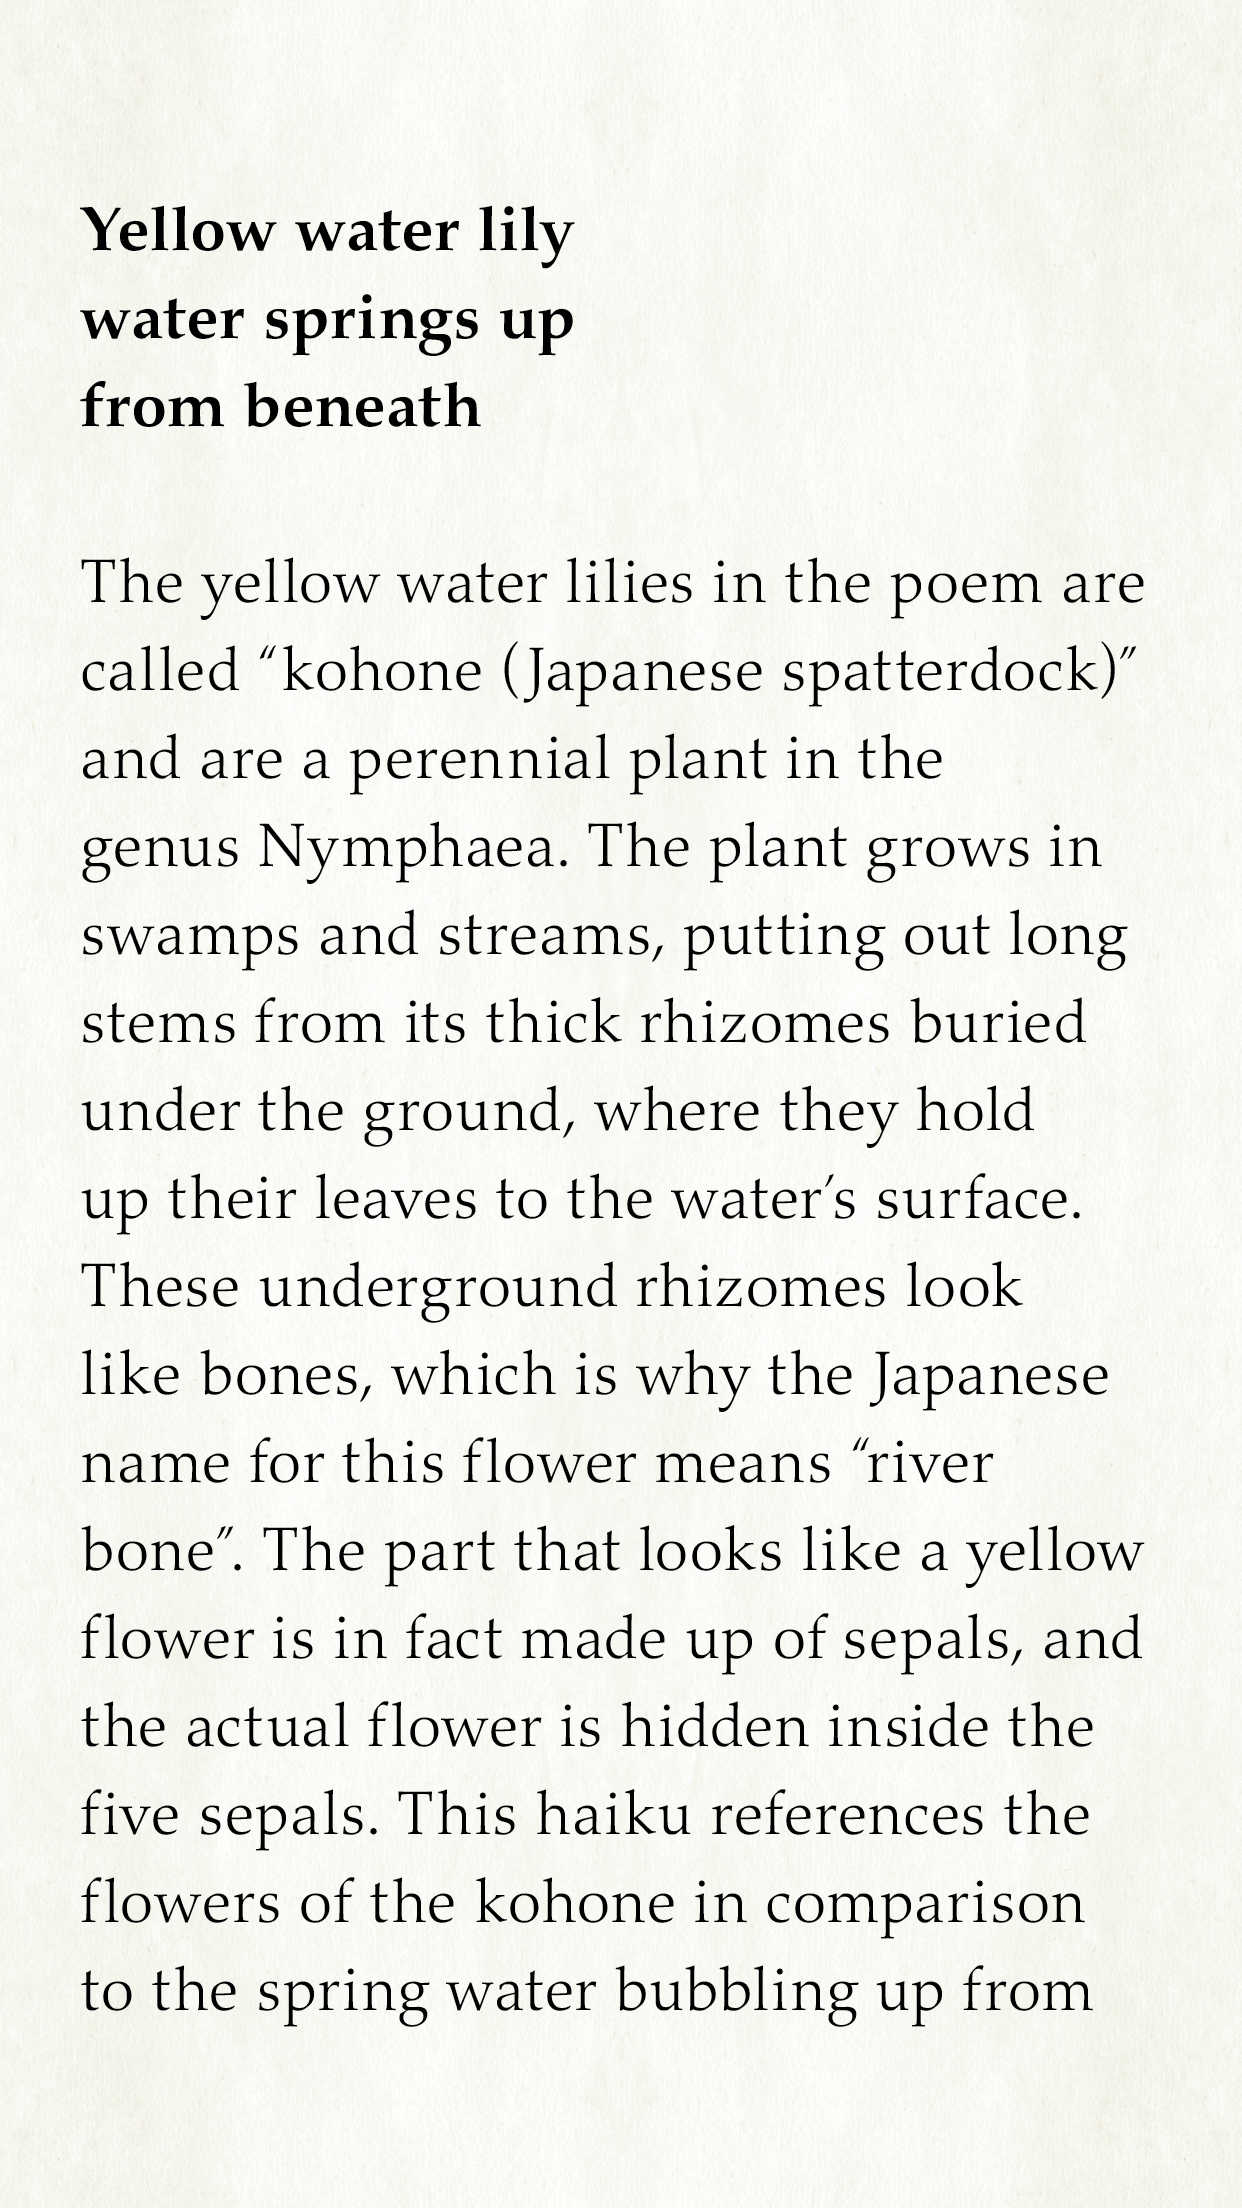 Yellow water lily
water springs up
from beneath
The yellow water lilies in the poem are
called “kohone (Japanese spatterdock)”
and are a perennial plant in the
genus Nymphaea. The plant grows in
swamps and streams, putting out long
stems from its thick rhizomes buried
under the ground, where they hold
up their leaves to the water’s surface.
These underground rhizomes look
like bones, which is why the Japanese
name for this flower means “river
bone”. The part that looks like a yellow
flower is in fact made up of sepals, and
the actual flower is hidden inside the
five sepals. This haiku references the
flowers of the kohone in comparison
to the spring water bubbling up from